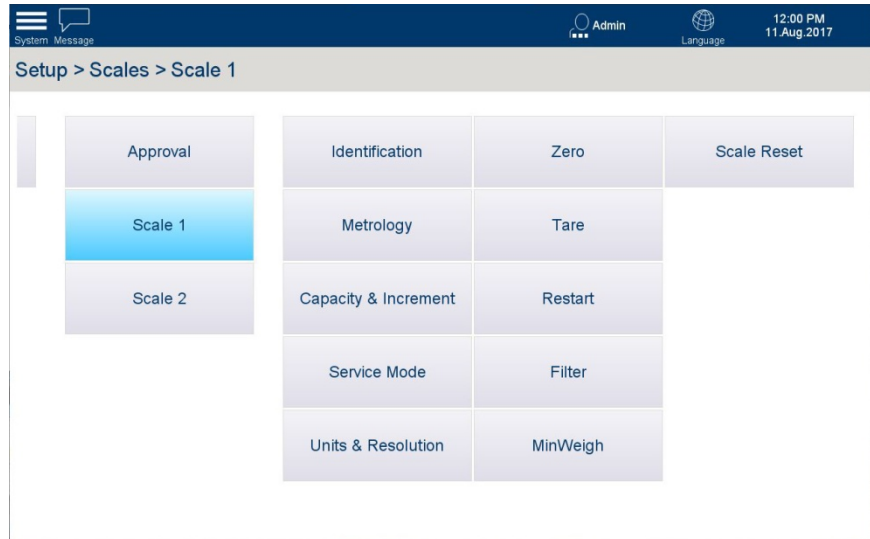 System Message
Admin
Language
12:00 PM
11.Aug.2017
Setup > Scales > Scale 1
Approval
Scale 1
Scale 2
Identification
Metrology
Capacity & Increment
Service Mode
Units & Resolution
Zero
Tare
Restart
Filter
MinWeigh
Scale Reset